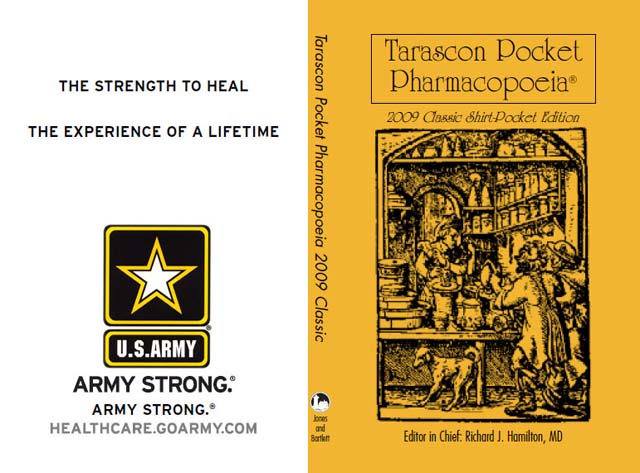 THE STRENGTH TO HEAL
THE EXPERIENCE OF A LIFETIME
U.S.ARMY®
ARMY STRONG.®
ARMY STRONG.®
HEALTHCARE.GOARMY.COM
Tarascon Pocket Pharmacopoeia 2009 Classic
Jones
and
Bartlett
Tarascon Pocket
Pharmacopoeia®
2009 Classic Shirt-Pocket Edition
Editor in Chief: Richard J. Hamilton, MD